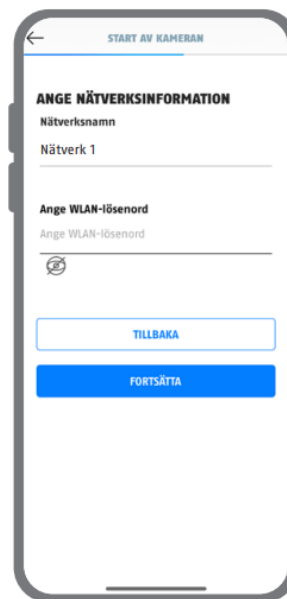 START AV KAMERAN
ANGE NÄTVERKSINFORMATION
Nätverksnamn
Nätverk 1
Ange WLAN-lösenord
Ange WLAN-lösenord
TILLBAKA
FORTSÄTTA